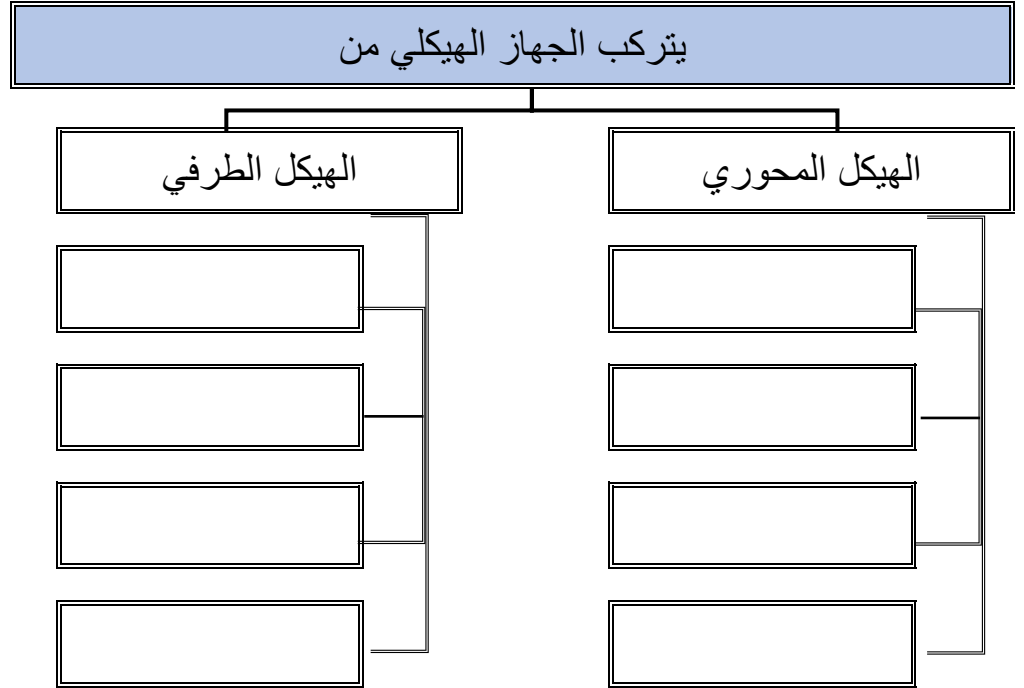 يتركب الجهاز الهيكلي من
الهيكل المحوري
الهيكل الطرفي